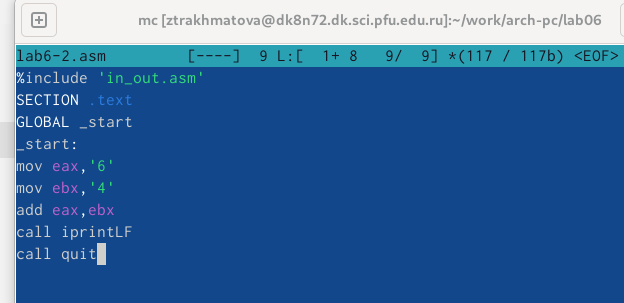 mc [ztrakhmatova@dk8n72.dk.sci.pfu.edu.ru]:~/work/arch-pc/lab06
lab6-2.asm [----] 9 L:[ 1+ 8 9/ 9] *(117 / 117b) <EOF>
%include 'in_out.asm'
SECTION .text
GLOBAL _start
_start:
mov eax,'6'
mov ebx,'4'
add eax,ebx
call iprintLF
call quit